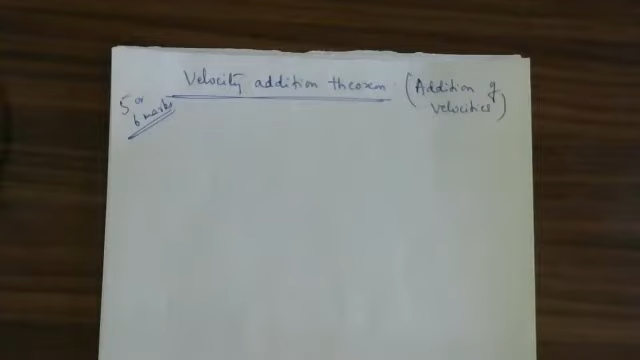 Velocity addition theorem (Addition of
velocities)
5 or
6 marks